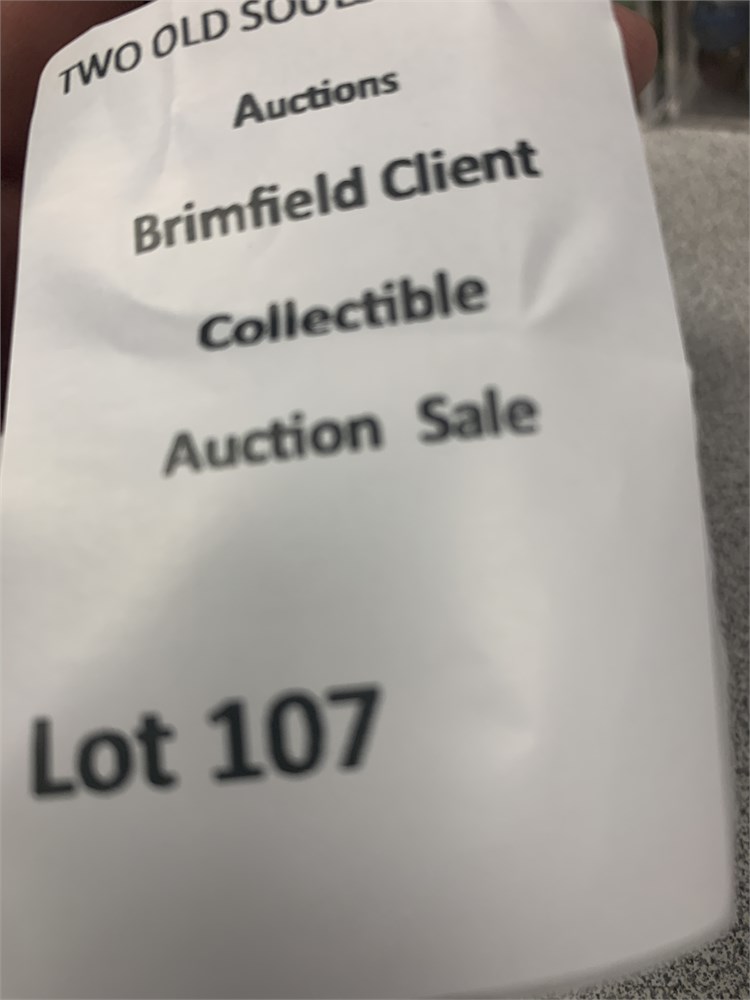 TWO OLD
Auctions
Brimfield Client
Collectible
Auction Sale
Lot 107